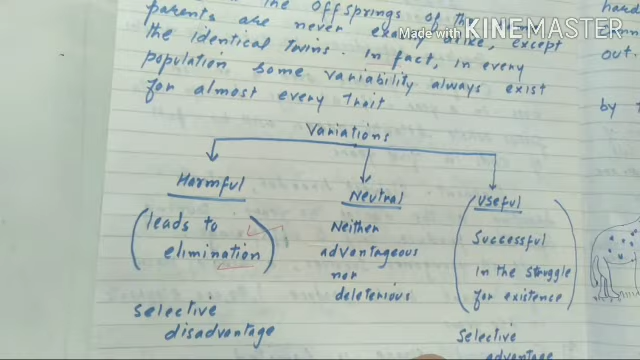 the offsprings of the
parents are never exactly alike, except
the identical twins. In fact, in every
population some variability always exist
for almost every trait
Variations
Harmful
(leads to
elimination)
Selective
disadvantage
Neutral
Neither
advantageous
nor
deleterious
Useful
(Successful
in the struggle
for existence)
Selective
advantage
hard
out.
by
Made with KINEMASTER